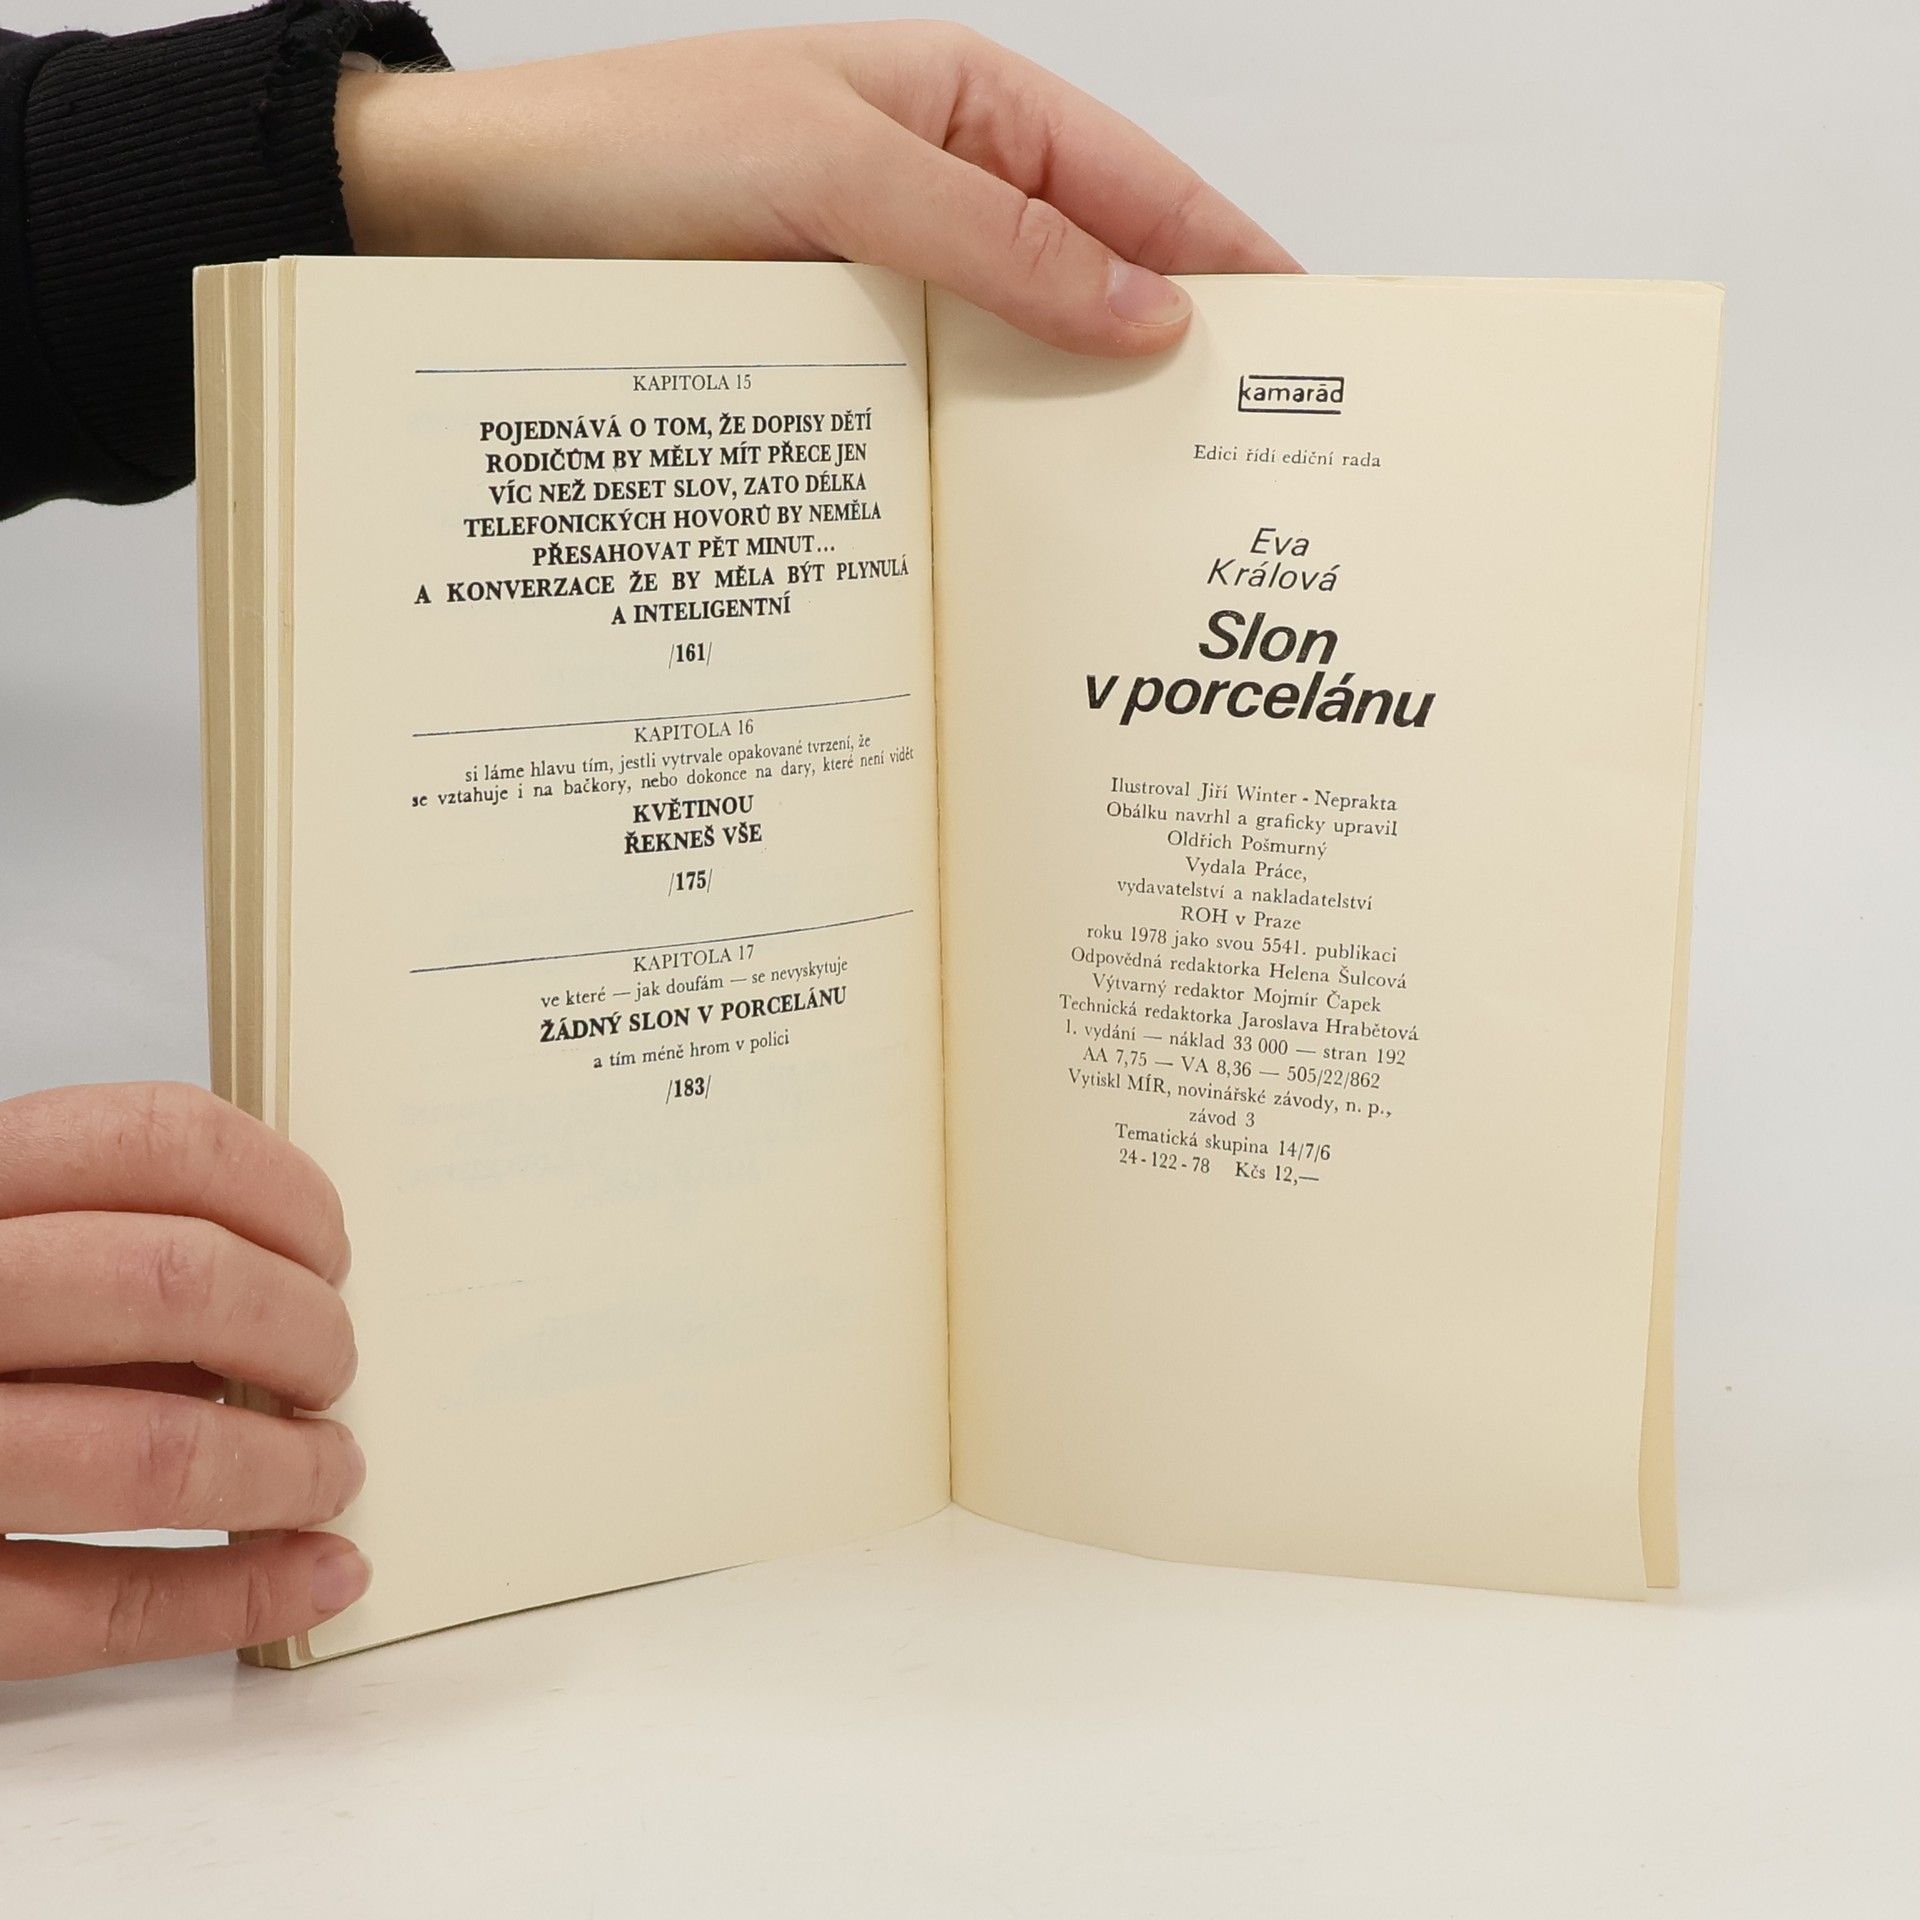 KAPITOLA 15
POJEDNÁVÁ O TOM, ŽE DOPISY DĚTÍ
RODIČŮM BY MĚLY MÍT PŘECE JEN
VÍC NEŽ DESET SLOV, ZATO DÉLKA
TELEFONICKÝCH HOVORŮ BY NEMĚLA
PŘESAHOVAT PĚT MINUT...
A KONVERZACE ŽE BY MĚLA BÝT PLYNULÁ
A INTELIGENTNÍ
/161/
KAPITOLA 16
si láme hlavu tím, jestli vytrvale opakované tvrzení, že
se vztahuje i na bačkory, nebo dokonce na dary, které není vidět
KVĚTINOU
ŘEKNEŠ VŠE
/175/
KAPITOLA 17
ve které — jak doufám — se nevyskytuje
ŽÁDNÝ SLON V PORCELÁNU
a tím méně hrom v polici
/183/
kamarád
Edici řídí ediční rada
Eva
Králová
Slon
v porcelánu
Ilustroval Jiří Winter - Neprakta
Obálku navrhl a graficky upravil
Oldřich Pošmurný
Vydala Práce,
vydavatelství a nakladatelství
ROH v Praze
roku 1978 jako svou 5541. publikaci
Odpovědná redaktorka Helena Šulcová
Výtvarný redaktor Mojmír Čapek
Technická redaktorka Jaroslava Hrabětová
1. vydání — náklad 33 000 — stran 192
AA 7,75 — VA 8,36 — 505/22/862
Vytiskl MÍR, novinářské závody, n. p.,
závod 3
Tematická skupina 14/7/6
24 - 122 - 78 Kčs 12,—